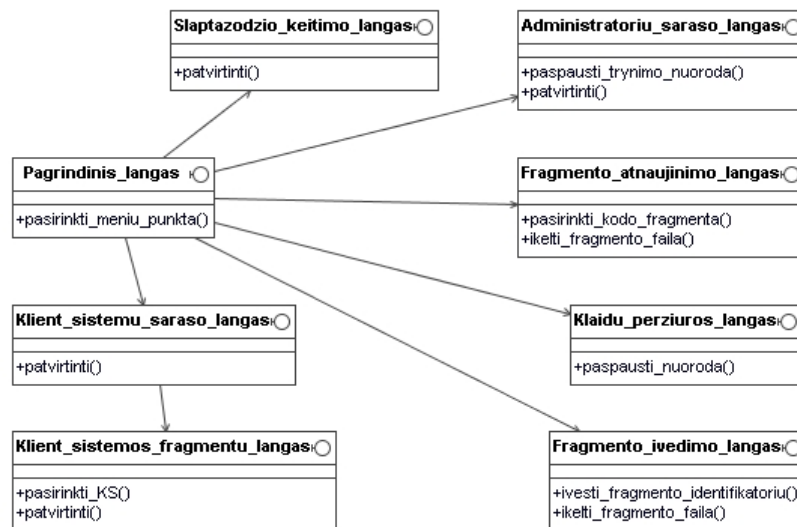 Slaptazodzio_keitimo_langas
+patvirtinti()
Administratoriu_saraso_langas
+paspausti_trynimo_nuoroda()
+patvirtinti()
Pagrindinis_langas
+pasirinkti_meniu_punkta()
Fragmento_atnaujinimo_langas
+pasirinkti_kodo_fragmenta()
+ikelti_fragmento_faila()
Klient_sistemu_saraso_langas
+patvirtinti()
Klaidu_perziuros_langas
+paspausti_nuoroda()
Klient_sistemos_fragmentu_langas
+pasirinkti_KS()
+patvirtinti()
Fragmento_ivedimo_langas
+ivesti_fragmento_identifikatoriu()
+ikelti_fragmento_faila()